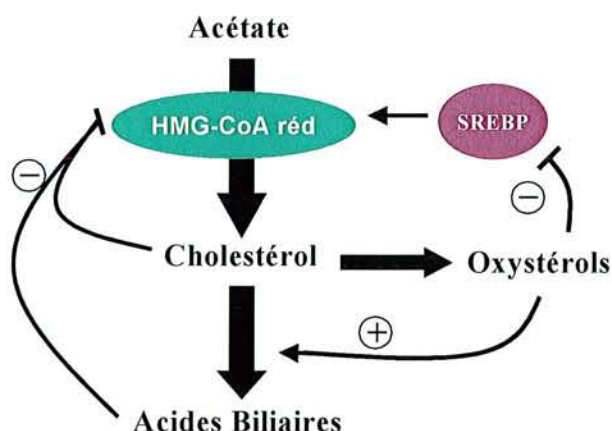 Acétate
HMG-CoA réd
SREBP
⊖
⊖
Cholestérol
Oxystérols
⊕
Acides Biliaires